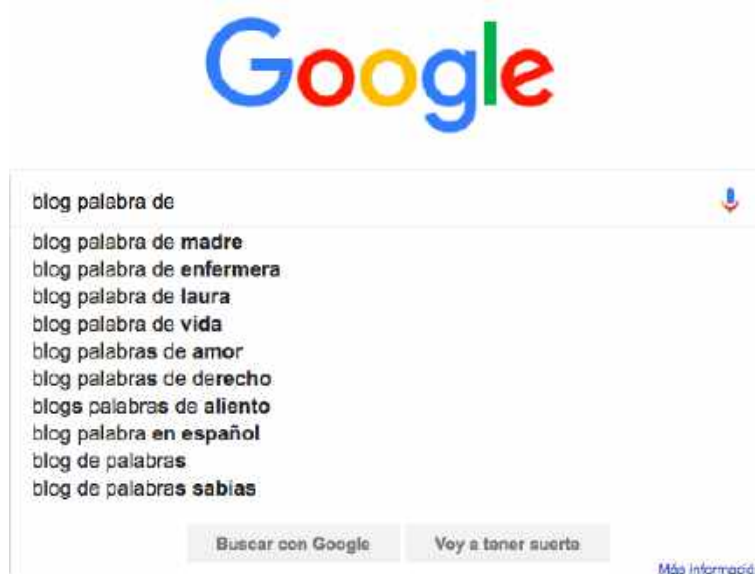 Google
blog palabra de
blog palabra de madre
blog palabra de enfermera
blog palabra de laura
blog palabra de vida
blog palabras de amor
blog palabras de derecho
blogs palabras de aliento
blog palabra en español
blog de palabras
blog de palabras sabias
Buscar con Google Voy a tener suerte
Más informació